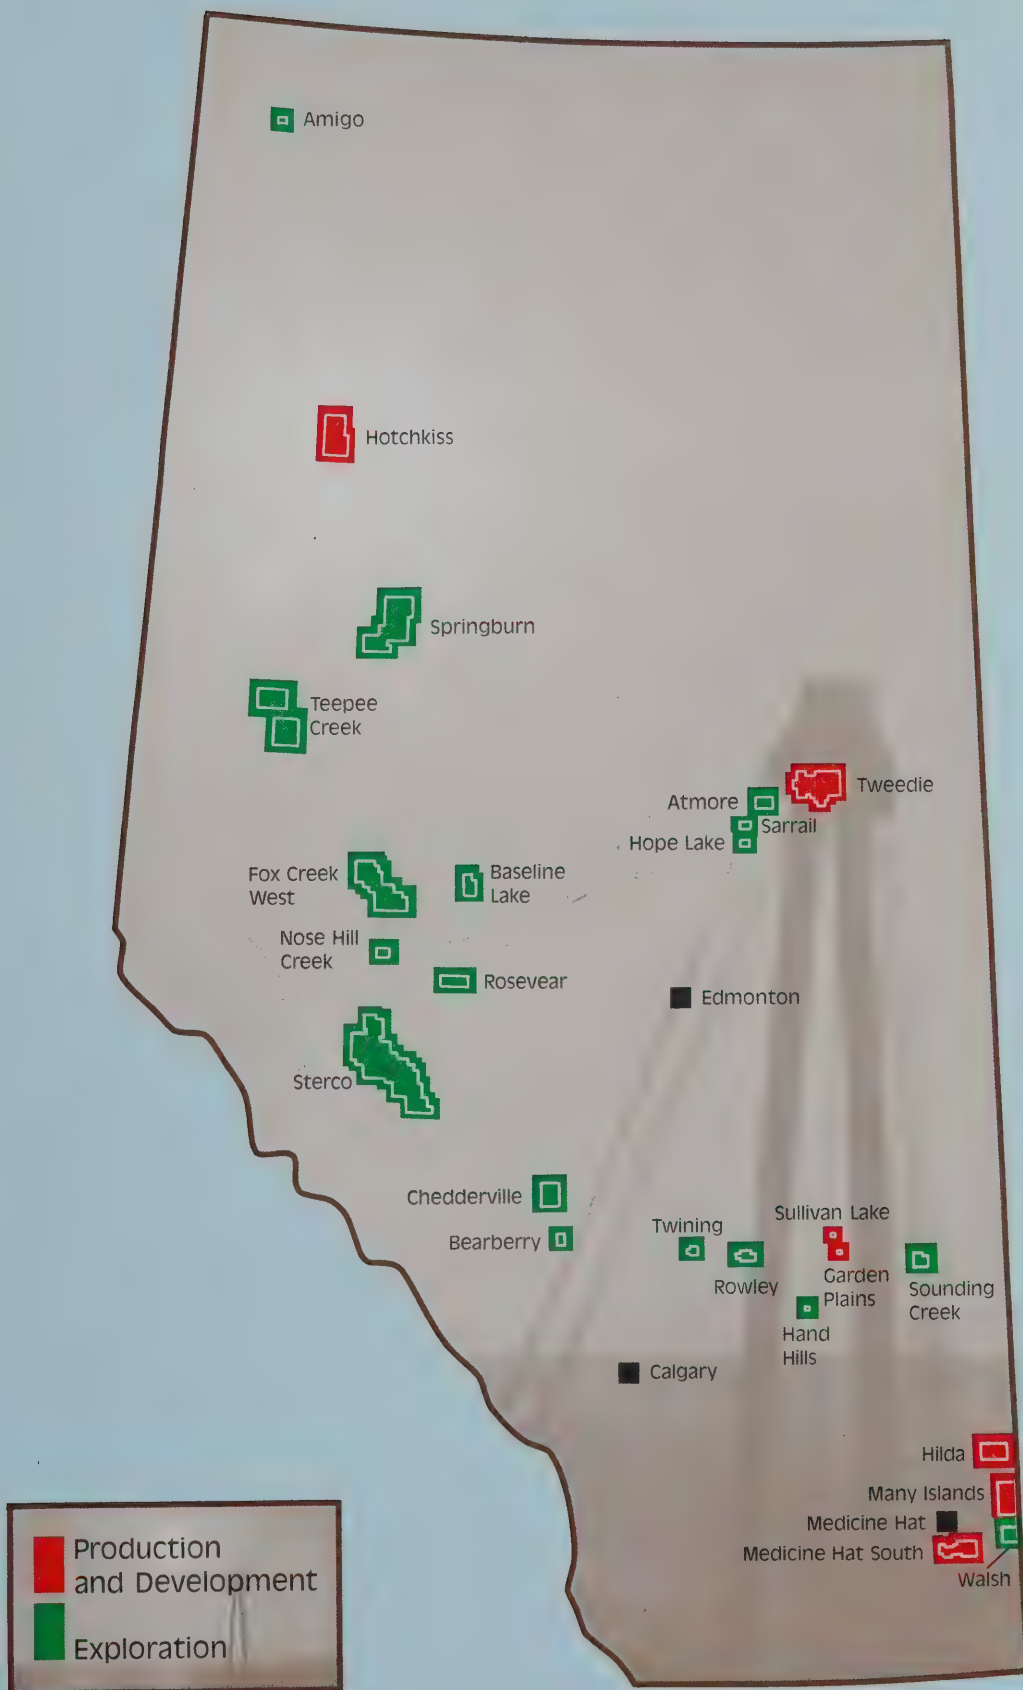 Amigo
Hotchkiss
Springburn
Teepee
Creek
Tweedie
Atmore
Sarrail
Hope Lake
Fox Creek
West
Baseline
Lake
Nose Hill
Creek
Rosevear
Edmonton
Sterco
Chedderville
Bearberry
Twining
Sullivan Lake
Rowley
Garden
Plains
Sounding
Creek
Hand
Hills
Calgary
Hilda
Many Islands
Medicine Hat
Medicine Hat South
Walsh
Production
and Development
Exploration